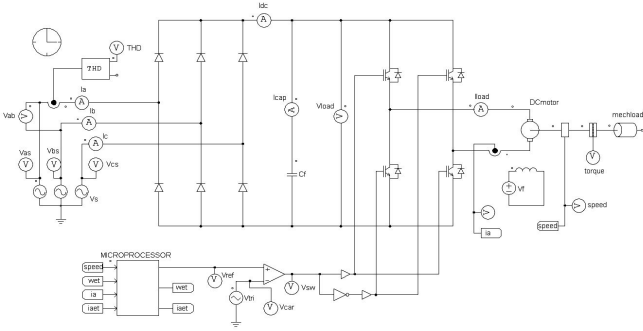 Idc
V
THD
THD
Ia
A
Vab
V
Ib
A
Ic
A
Vas
V
Vbs
V
V
Vcs
Vs
A
Icap
A
Cf
Vload
V
Iload
A
DCmotor
mechload
V
torque
Vf
V
speed
V
speed
ia
MICROPROCESSOR
speed
wet
ia
iaet
wet
iaet
V
Vref
Vtri
V
Vcar
V
Vsw